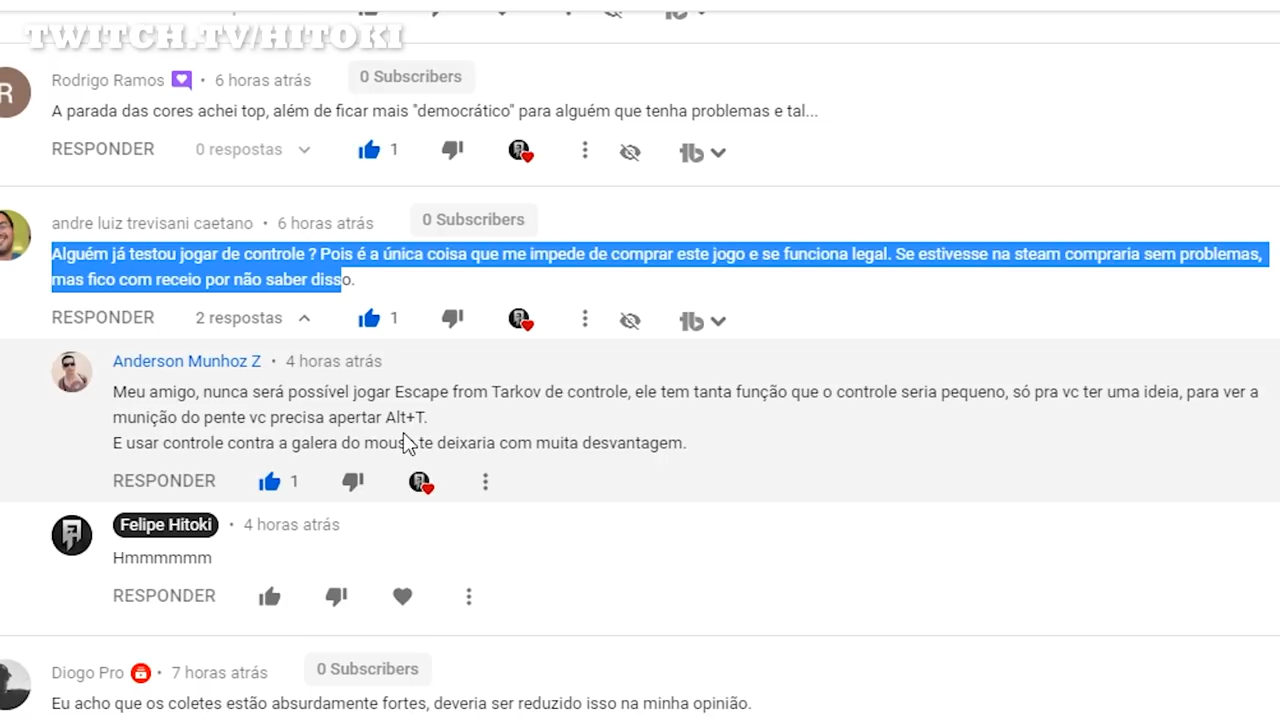 TWITCH.TV/HITOKI
R
Rodrigo Ramos • 6 horas atrás 0 Subscribers
A parada das cores achei top, além de ficar mais "democrático" para alguém que tenha problemas e tal...
RESPONDER 0 respostas 1
andre luiz trevisani caetano • 6 horas atrás 0 Subscribers
Alguém já testou jogar de controle ? Pois é a única coisa que me impede de comprar este jogo e se funciona legal. Se estivesse na steam compraria sem problemas,
mas fico com receio por não saber disso.
RESPONDER 2 respostas 1
Anderson Munhoz Z • 4 horas atrás
Meu amigo, nunca será possível jogar Escape from Tarkov de controle, ele tem tanta função que o controle seria pequeno, só pra vc ter uma ideia, para ver a
munição do pente vc precisa apertar Alt+T.
E usar controle contra a galera do mouse te deixaria com muita desvantagem.
RESPONDER 1
Felipe Hitoki • 4 horas atrás
Hmmmmmm
RESPONDER
Diogo Pro • 7 horas atrás 0 Subscribers
Eu acho que os coletes estão absurdamente fortes, deveria ser reduzido isso na minha opinião.